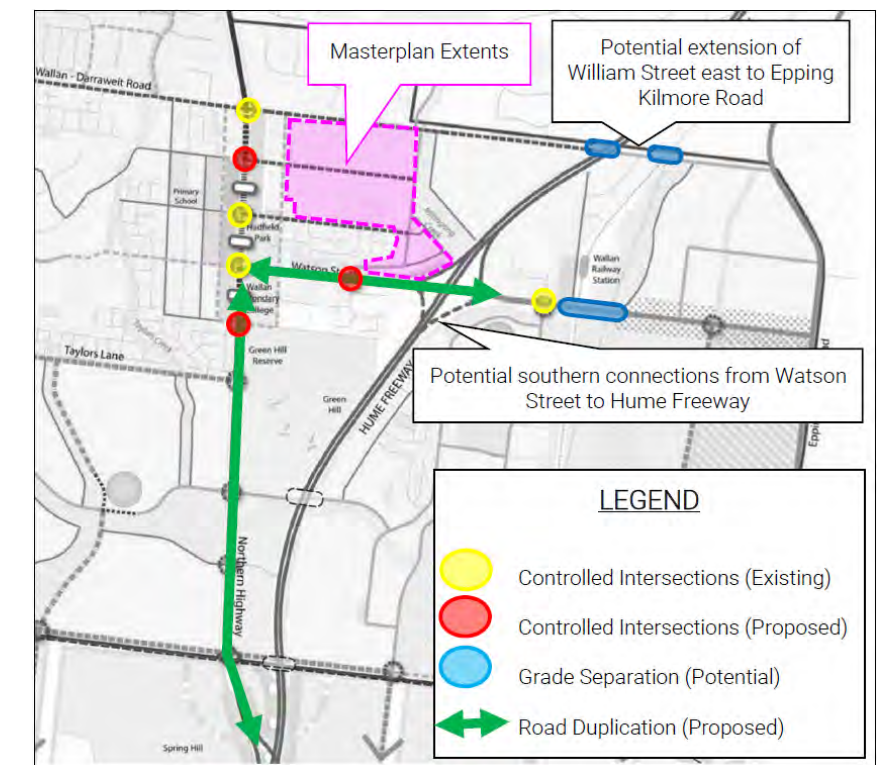 Masterplan Extents
Potential extension of
William Street east to Epping
Kilmore Road
Wallan - Darraweit Road
Primary
School
Hadfield
Park
Wallan
Railway
Station
Watson
Wallan
Secondary
College
Taylors Creek
Taylors Lane
Green Hill
Reserve
Green
Hill
HUME FREEWAY
Potential southern connections from Watson
Street to Hume Freeway
Northern Highway
Spring Hill
LEGEND
Controlled Intersections (Existing)
Controlled Intersections (Proposed)
Grade Separation (Potential)
Road Duplication (Proposed)